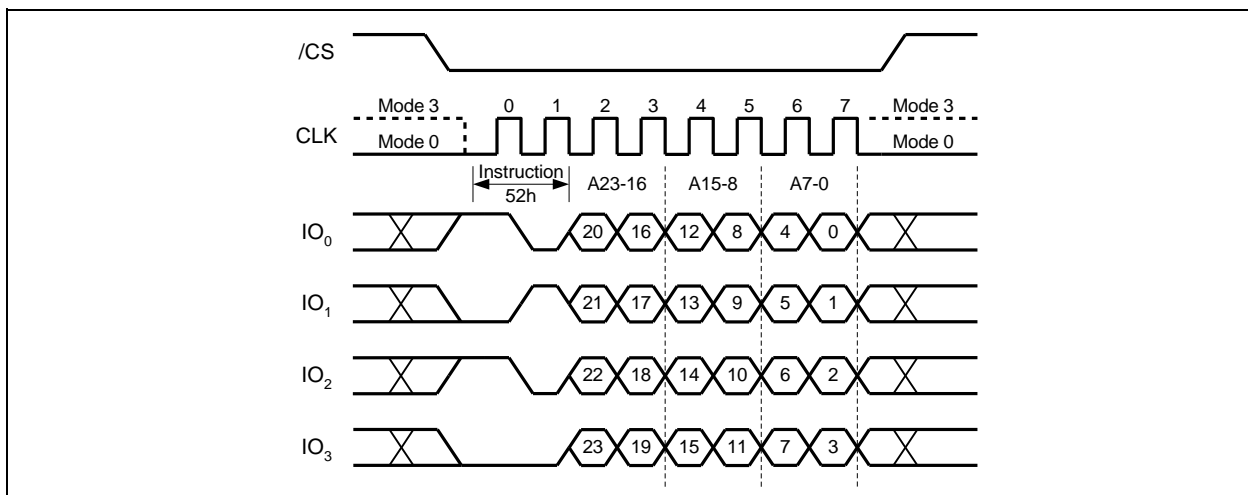 /CS
Mode 3 0 1 2 3 4 5 6 7 Mode 3
CLK
Mode 0 Mode 0
Instruction
52h
A23-16 A15-8 A7-0
IO0 20 16 12 8 4 0
IO1 21 17 13 9 5 1
IO2 22 18 14 10 6 2
IO3 23 19 15 11 7 3